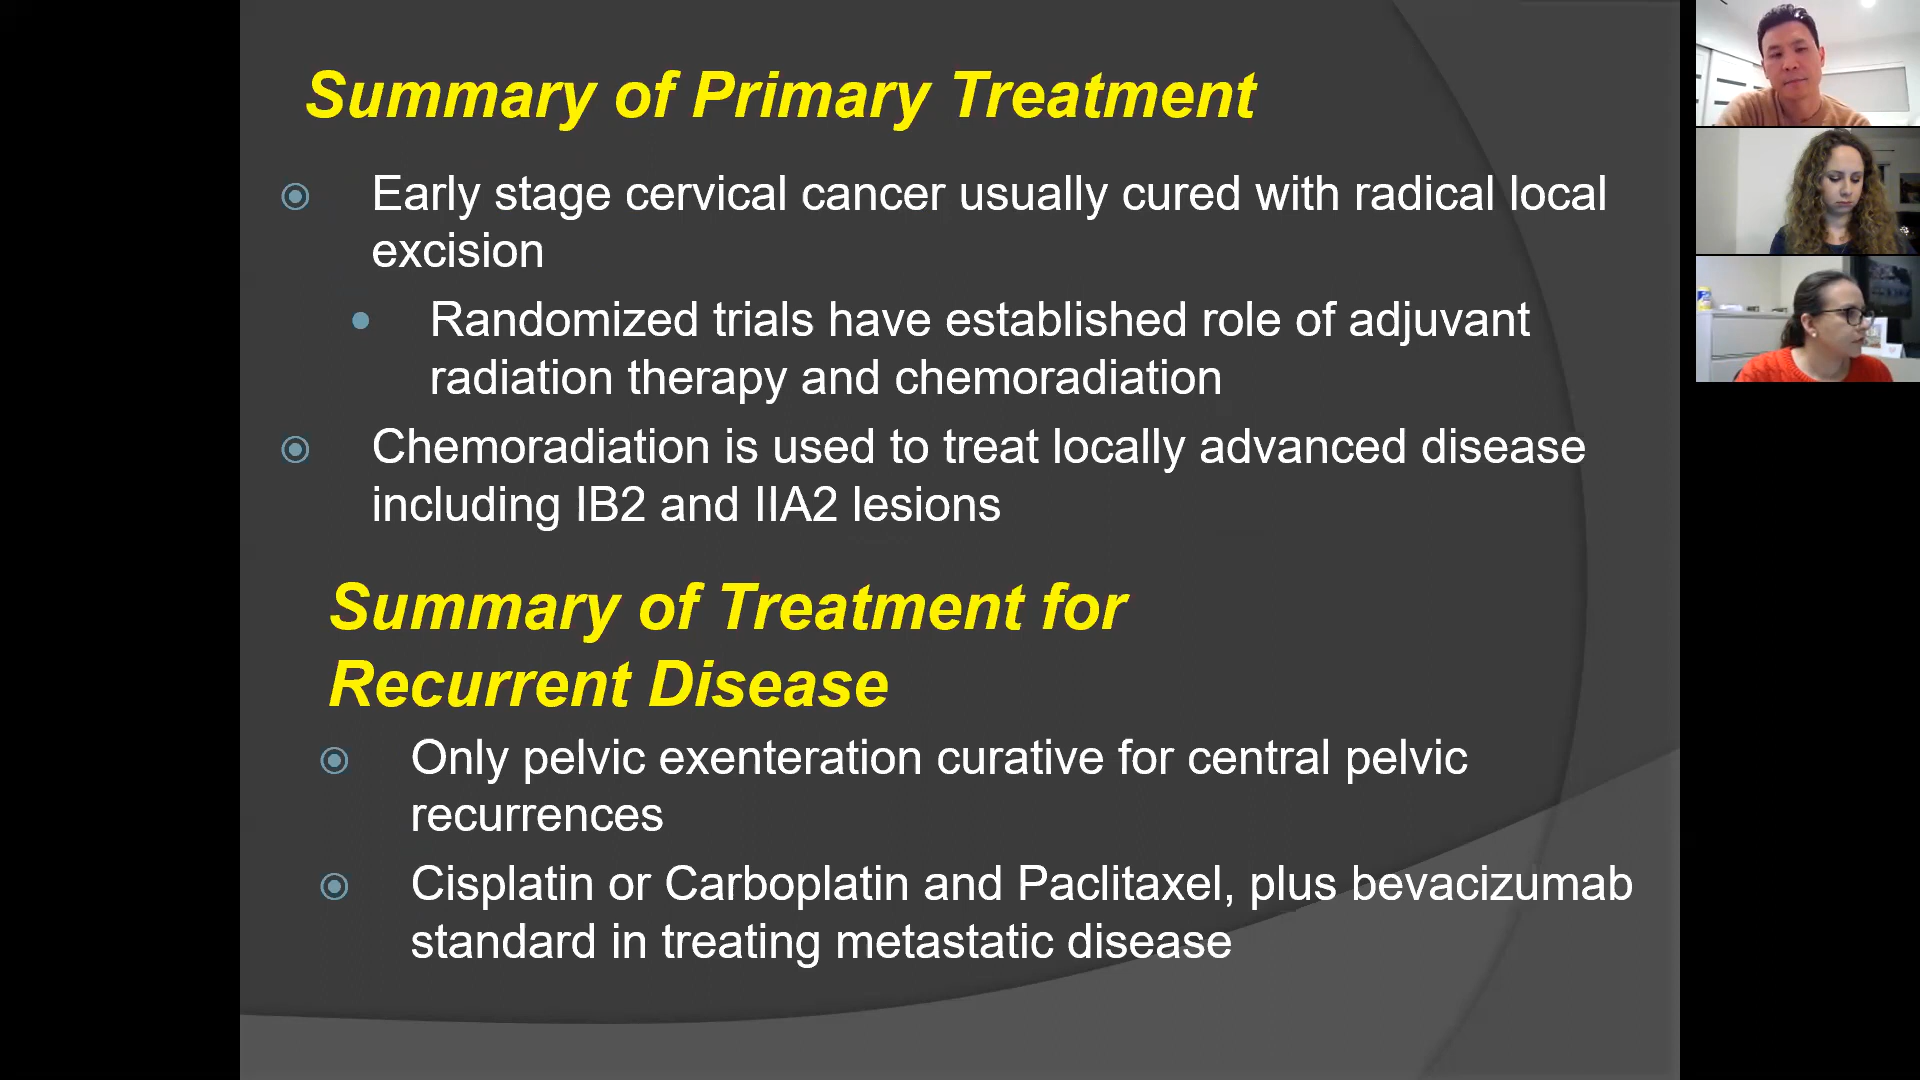 Summary of Primary Treatment
Early stage cervical cancer usually cured with radical local
excision
Randomized trials have established role of adjuvant
radiation therapy and chemoradiation
Chemoradiation is used to treat locally advanced disease
including IB2 and IIA2 lesions
Summary of Treatment for
Recurrent Disease
Only pelvic exenteration curative for central pelvic
recurrences
Cisplatin or Carboplatin and Paclitaxel, plus bevacizumab
standard in treating metastatic disease